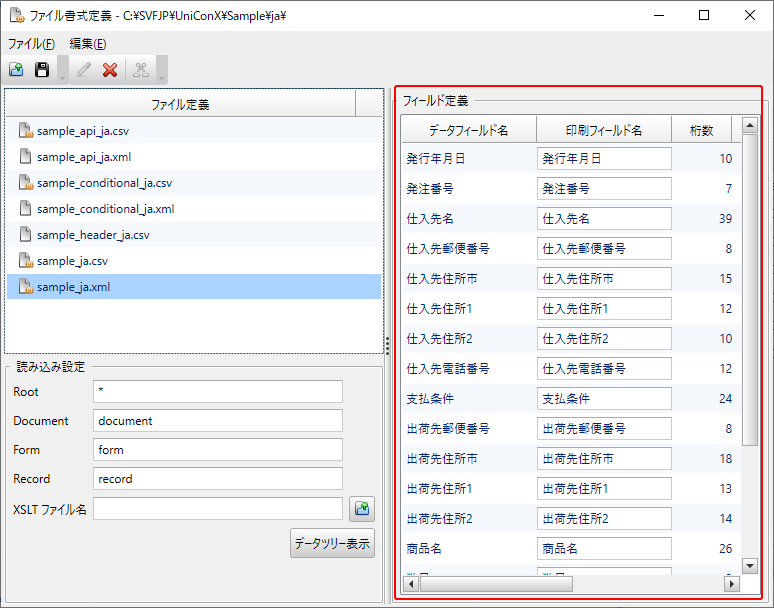 ファイル書式定義 - C:¥SVFJP¥UniConX¥Sample¥ja¥
ファイル(F) 編集(E)
ファイル定義
sample_api_ja.csv
sample_api_ja.xml
sample_conditional_ja.csv
sample_conditional_ja.xml
sample_header_ja.csv
sample_ja.csv
sample_ja.xml
読み込み設定
Root *
Document document
Form form
Record record
XSLT ファイル名
データツリー表示
フィールド定義
データフィールド名 印刷フィールド名 桁数
発行年月日 発行年月日 10
発注番号 発注番号 7
仕入先名 仕入先名 39
仕入先郵便番号 仕入先郵便番号 8
仕入先住所市 仕入先住所市 15
仕入先住所1 仕入先住所1 12
仕入先住所2 仕入先住所2 10
仕入先電話番号 仕入先電話番号 12
支払条件 支払条件 24
出荷先郵便番号 出荷先郵便番号 8
出荷先住所市 出荷先住所市 18
出荷先住所1 出荷先住所1 13
出荷先住所2 出荷先住所2 14
商品名 商品名 26